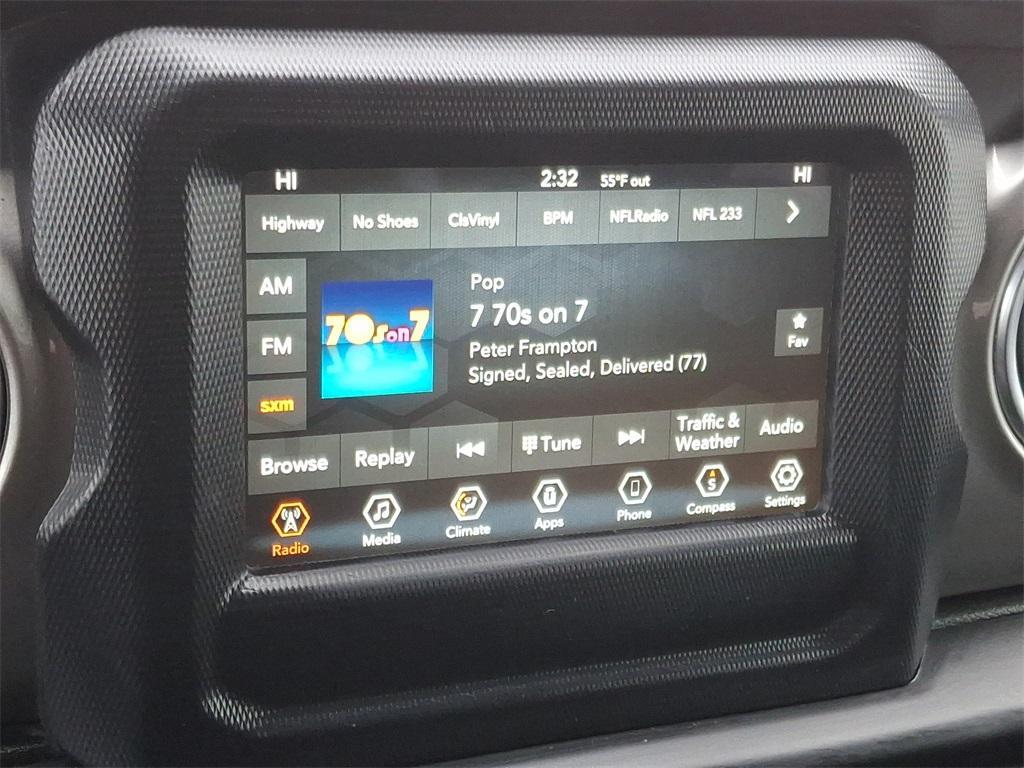 HI 2:32 55°F out HI
Highway No Shoes ClsVinyl BPM NFLRadio NFL 233
AM
FM
sxm
70s on 7
Pop
7 70s on 7
Peter Frampton
Signed, Sealed, Delivered (77)
Fav
Browse Replay Tune Traffic & Weather Audio
Radio Media Climate Apps Phone S Compass Settings